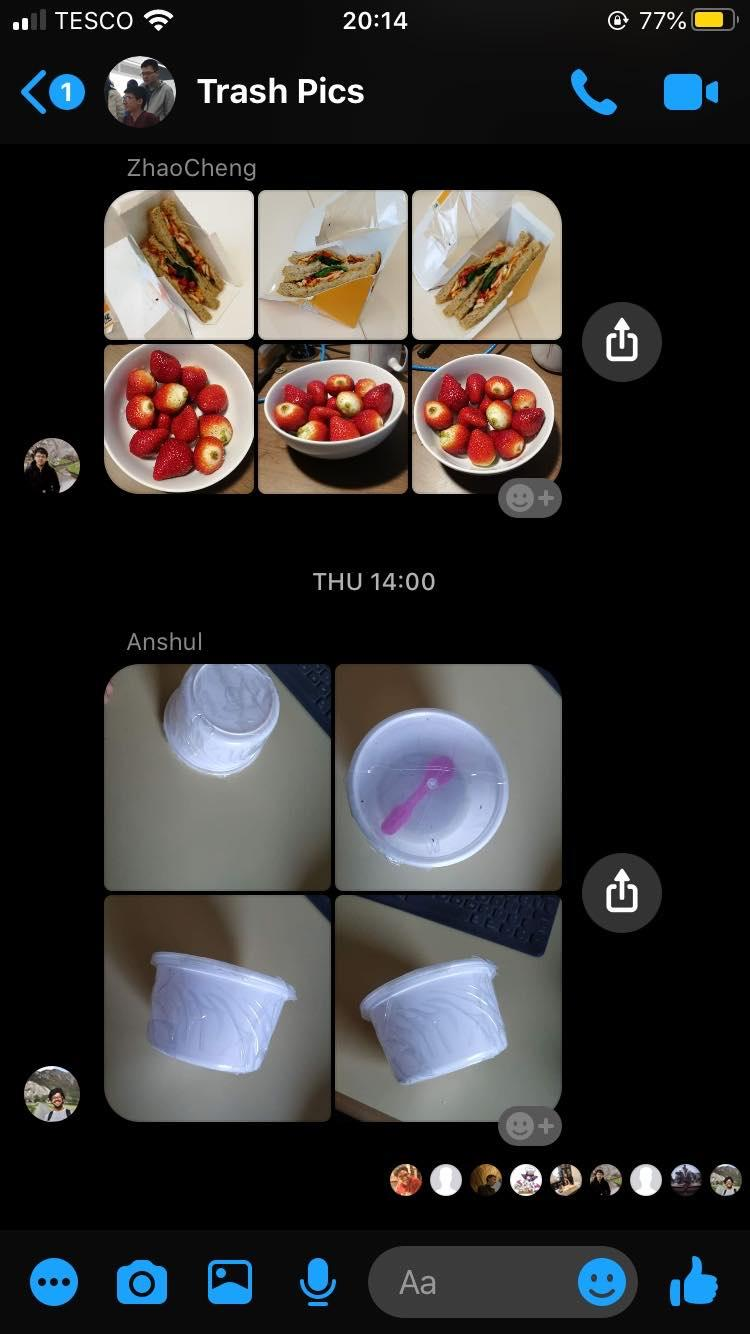 TESCO
20:14
77%
1
Trash Pics
ZhaoCheng
THU 14:00
Anshul
Aa